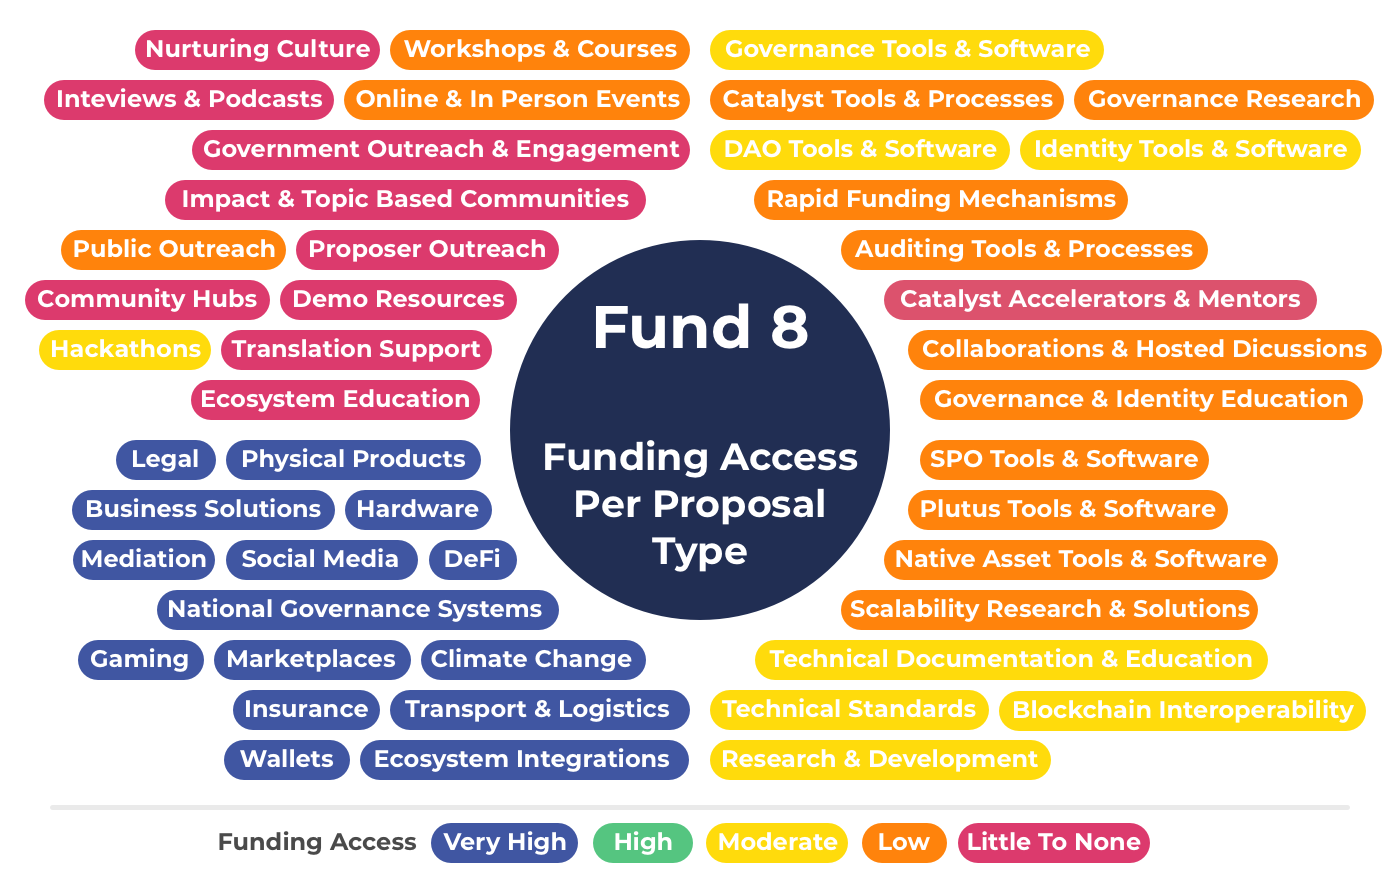 Nurturing Culture
Workshops & Courses
Inteviews & Podcasts
Online & In Person Events
Government Outreach & Engagement
Impact & Topic Based Communities
Public Outreach
Proposer Outreach
Community Hubs
Demo Resources
Hackathons
Translation Support
Ecosystem Education
Governance Tools & Software
Catalyst Tools & Processes
Governance Research
DAO Tools & Software
Identity Tools & Software
Rapid Funding Mechanisms
Auditing Tools & Processes
Catalyst Accelerators & Mentors
Collaborations & Hosted Dicussions
Governance & Identity Education
Fund 8
Funding Access
Per Proposal
Type
Legal
Physical Products
Business Solutions
Hardware
Mediation
Social Media
DeFi
National Governance Systems
Gaming
Marketplaces
Climate Change
Insurance
Transport & Logistics
Wallets
Ecosystem Integrations
SPO Tools & Software
Plutus Tools & Software
Native Asset Tools & Software
Scalability Research & Solutions
Technical Documentation & Education
Technical Standards
Blockchain Interoperability
Research & Development
Funding Access
Very High
High
Moderate
Low
Little To None